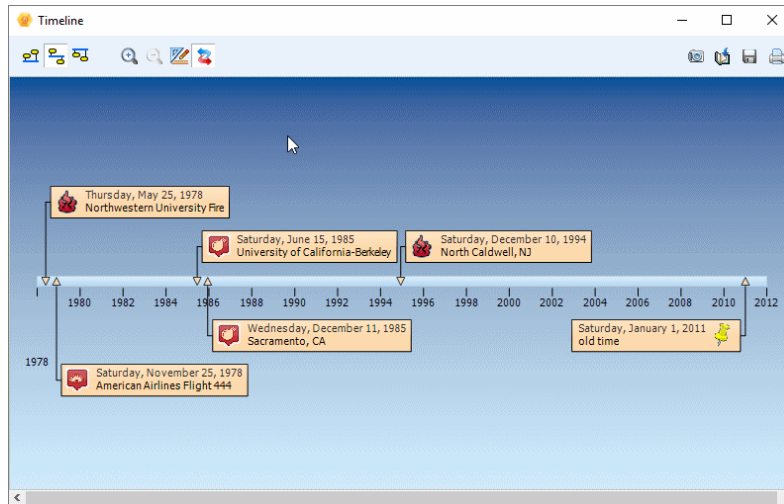 Timeline
Thursday, May 25, 1978
Northwestern University Fire
Saturday, June 15, 1985
University of California-Berkeley
Saturday, December 10, 1994
North Caldwell, NJ
1980 1982 1984 1986 1988 1990 1992 1994 1996 1998 2000 2002 2004 2006 2008 2010 2012
Wednesday, December 11, 1985
Sacramento, CA
Saturday, January 1, 2011
old time
1978
Saturday, November 25, 1978
American Airlines Flight 444